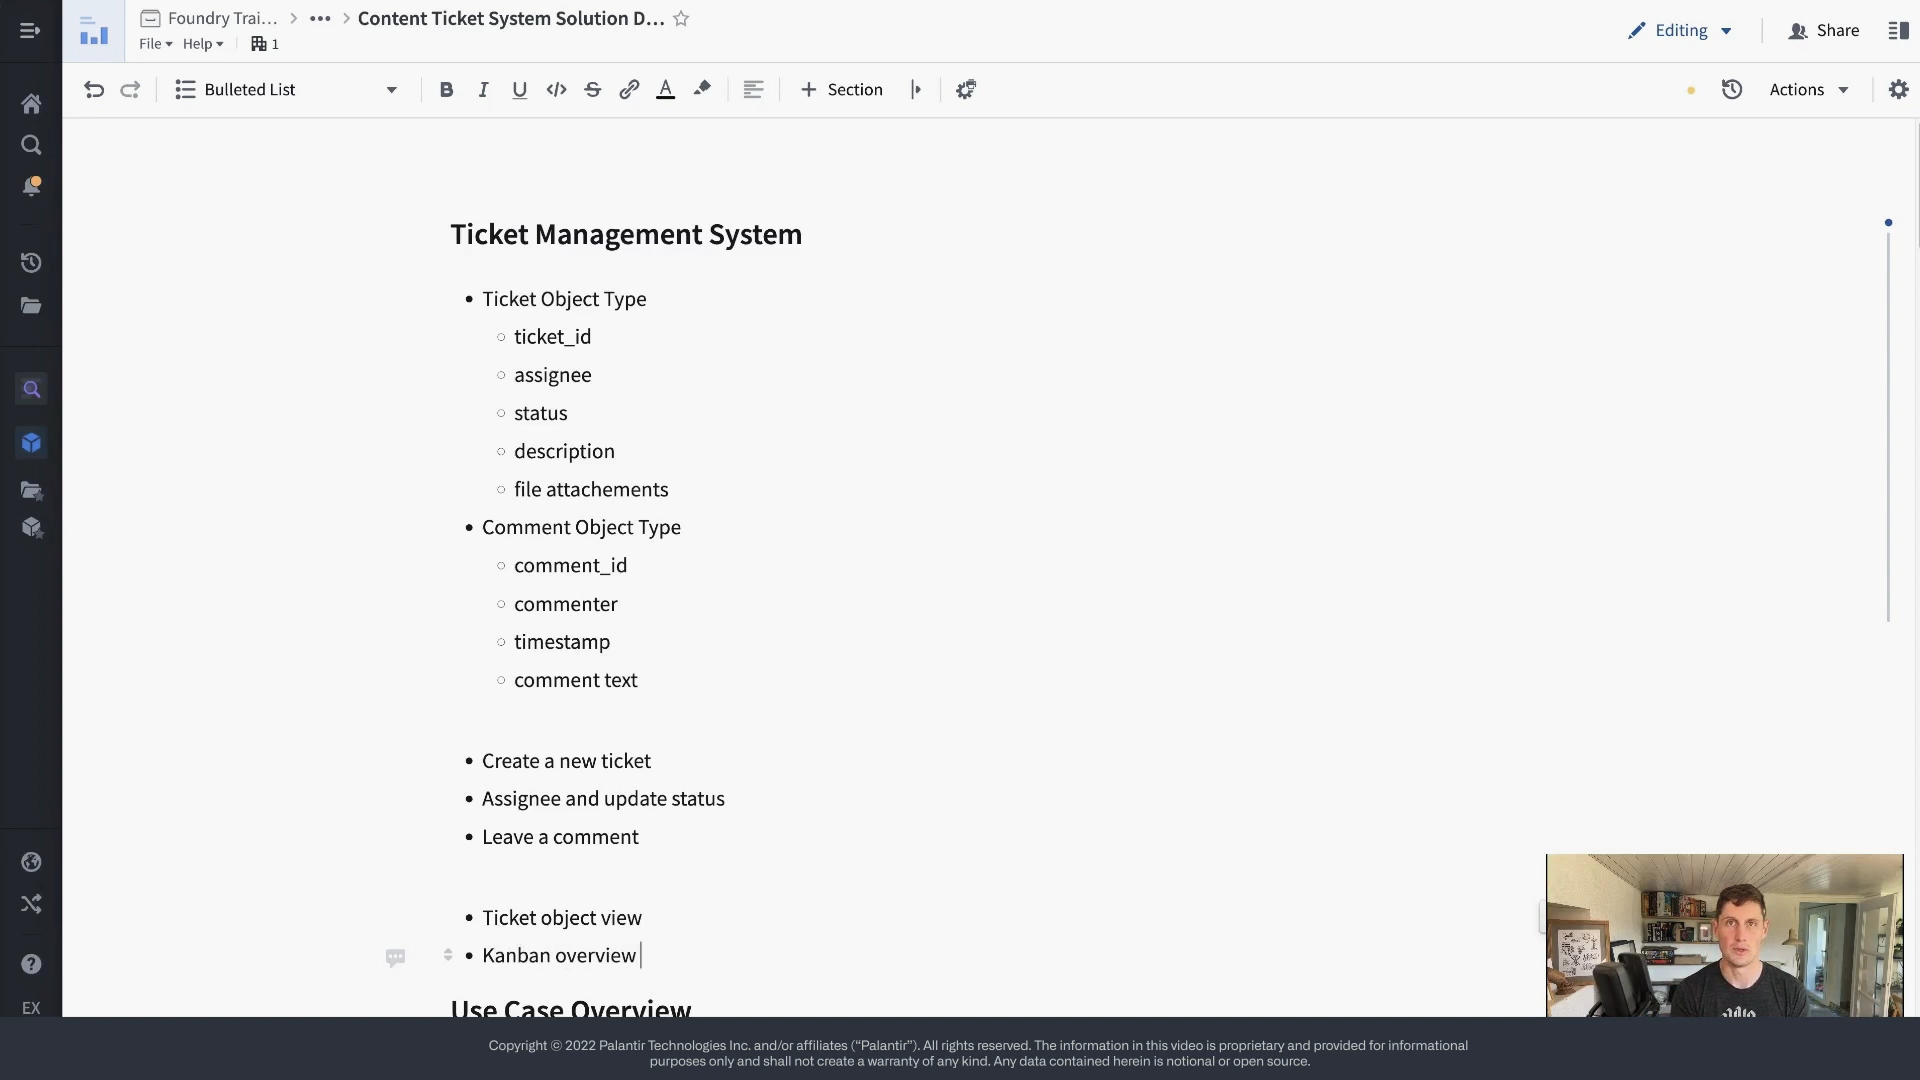 Foundry Trai...
Content Ticket System Solution D...
File
Help
1
Editing
Share
Bulleted List
B
I
U
S
A
Section
Actions
Ticket Management System
Ticket Object Type
ticket_id
assignee
status
description
file attachements
Comment Object Type
comment_id
commenter
timestamp
comment text
Create a new ticket
Assignee and update status
Leave a comment
Ticket object view
Kanban overview
Use Case Overview
EX
Copyright © 2022 Palantir Technologies Inc. and/or affiliates (“Palantir”). All rights reserved. The information in this video is proprietary and provided for informational
purposes only and shall not create a warranty of any kind. Any data contained herein is notional or open source.